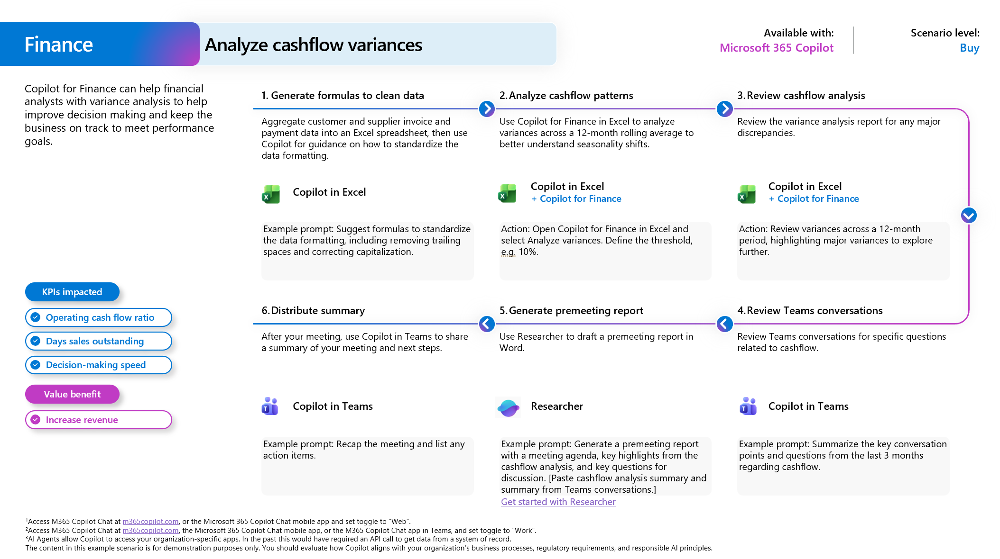 Finance
Analyze cashflow variances
Available with:
Microsoft 365 Copilot
Scenario level:
Buy
Copilot for Finance can help financial
analysts with variance analysis to help
improve decision making and keep the
business on track to meet performance
goals.
KPIs impacted
Operating cash flow ratio
Days sales outstanding
Decision-making speed
Value benefit
Increase revenue
1. Generate formulas to clean data
Aggregate customer and supplier invoice and
payment data into an Excel spreadsheet, then use
Copilot for guidance on how to standardize the
data formatting.
Copilot in Excel
Example prompt: Suggest formulas to standardize
the data formatting, including removing trailing
spaces and correcting capitalization.
2. Analyze cashflow patterns
Use Copilot for Finance in Excel to analyze
variances across a 12-month rolling average to
better understand seasonality shifts.
Copilot in Excel
+ Copilot for Finance
Action: Open Copilot for Finance in Excel and
select Analyze variances. Define the threshold,
e.g. 10%.
3. Review cashflow analysis
Review the variance analysis report for any major
discrepancies.
Copilot in Excel
+ Copilot for Finance
Action: Review variances across a 12-month
period, highlighting major variances to explore
further.
4. Review Teams conversations
Review Teams conversations for specific questions
related to cashflow.
Copilot in Teams
Example prompt: Summarize the key conversation
points and questions from the last 3 months
regarding cashflow.
5. Generate premeeting report
Use Researcher to draft a premeeting report in
Word.
Researcher
Example prompt: Generate a premeeting report
with a meeting agenda, key highlights from the
cashflow analysis, and key questions for
discussion. [Paste cashflow analysis summary and
summary from Teams conversations.]
Get started with Researcher
6. Distribute summary
After your meeting, use Copilot in Teams to share
a summary of your meeting and next steps.
Copilot in Teams
Example prompt: Recap the meeting and list any
action items.
¹Access M365 Copilot Chat at m365copilot.com, or the Microsoft 365 Copilot Chat mobile app and set toggle to “Web”.
²Access M365 Copilot Chat at m365copilot.com, the Microsoft 365 Copilot Chat mobile app, or the M365 Copilot Chat app in Teams, and set toggle to “Work”.
³AI Agents allow Copilot to access your organization-specific apps. In the past this would have required an API call to get data from a system of record.
The content in this example scenario is for demonstration purposes only. You should evaluate how Copilot aligns with your organization’s business processes, regulatory requirements, and responsible AI principles.